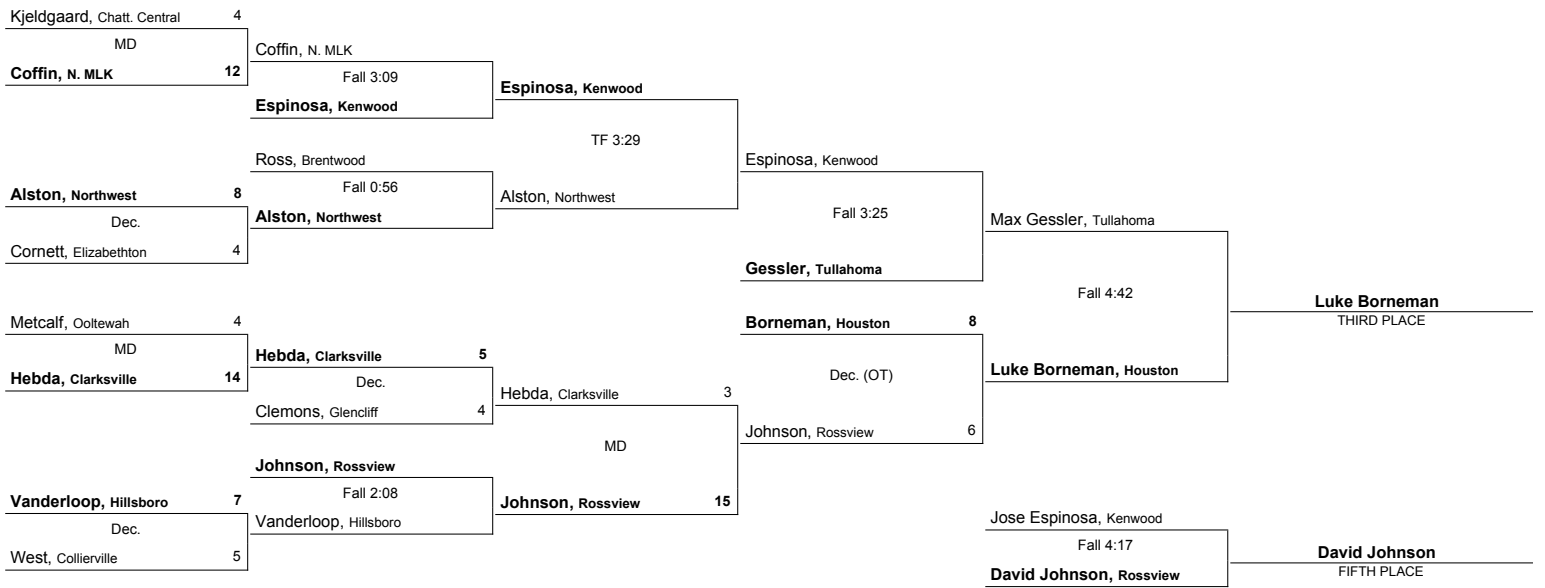 Kjeldgaard, Chatt. Central 4
MD
Coffin, N. MLK 12
Alston, Northwest 8
Dec.
Cornett, Elizabethton 4
Metcalf, Ooltewah 4
MD
Hebda, Clarksville 14
Vanderloop, Hillsboro 7
Dec.
West, Collierville 5
Coffin, N. MLK
Fall 3:09
Espinosa, Kenwood
Ross, Brentwood
Fall 0:56
Alston, Northwest
Hebda, Clarksville 5
Dec.
Clemons, Glencliff 4
Johnson, Rossview
Fall 2:08
Vanderloop, Hillsboro
Espinosa, Kenwood
TF 3:29
Alston, Northwest
Hebda, Clarksville 3
MD
Johnson, Rossview 15
Espinosa, Kenwood
Fall 3:25
Gessler, Tullahoma
Borneman, Houston 8
Dec. (OT)
Johnson, Rossview 6
Max Gessler, Tullahoma
Fall 4:42
Luke Borneman, Houston
Jose Espinosa, Kenwood
Fall 4:17
David Johnson, Rossview
Luke Borneman
THIRD PLACE
David Johnson
FIFTH PLACE